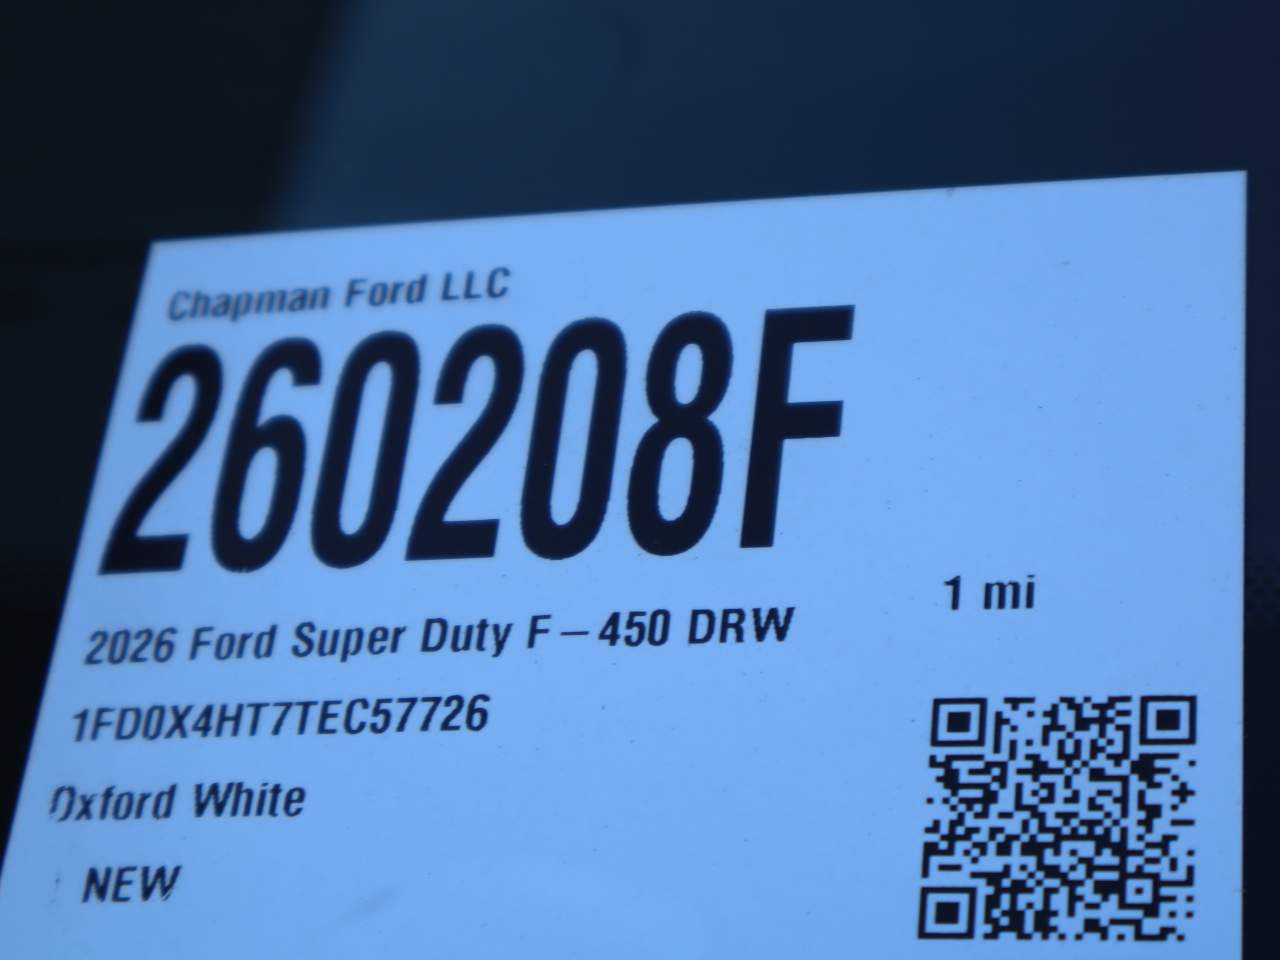 Chapman Ford LLC
260208F
2026 Ford Super Duty F-450 DRW
1 mi
1FD0X4HT7TEC57726
Oxford White
NEW